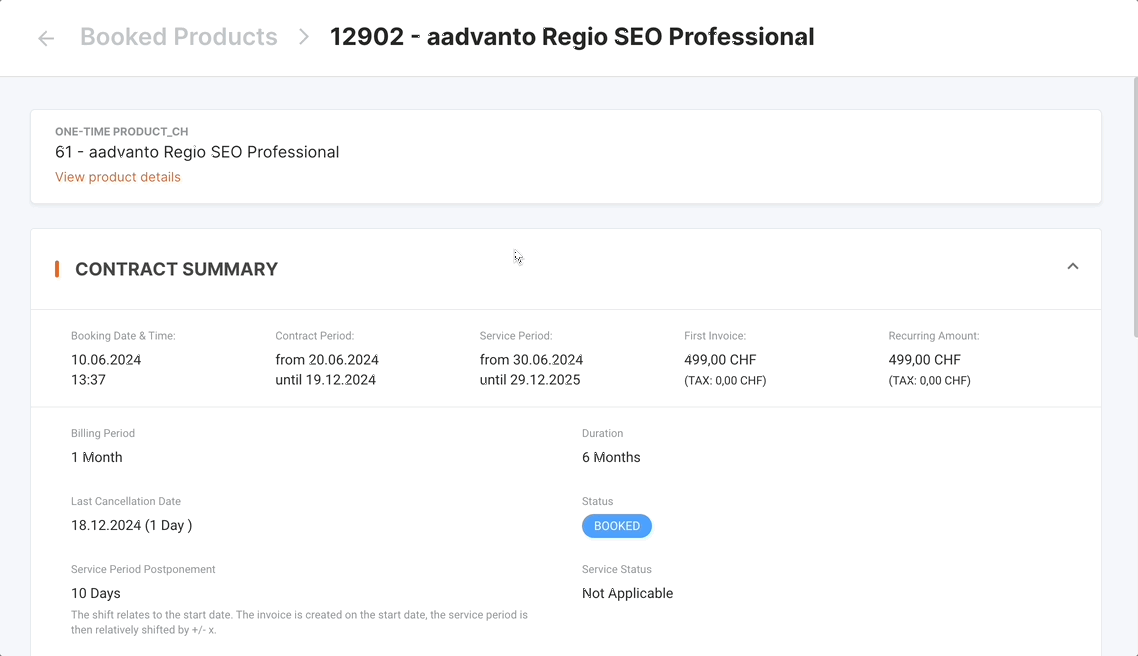 Booked Products > 12902 - aadvanto Regio SEO Professional
ONE-TIME PRODUCT_CH
61 - aadvanto Regio SEO Professional
View product details
CONTRACT SUMMARY
Booking Date & Time: Contract Period: Service Period: First Invoice: Recurring Amount:
10.06.2024 from 20.06.2024 from 30.06.2024 499,00 CHF 499,00 CHF
13:37 until 19.12.2024 until 29.12.2025 (TAX: 0,00 CHF) (TAX: 0,00 CHF)
Billing Period Duration
1 Month 6 Months
Last Cancellation Date Status
18.12.2024 (1 Day ) BOOKED
Service Period Postponement Service Status
10 Days Not Applicable
The shift relates to the start date. The invoice is created on the start date, the service period is
then relatively shifted by +/- x.